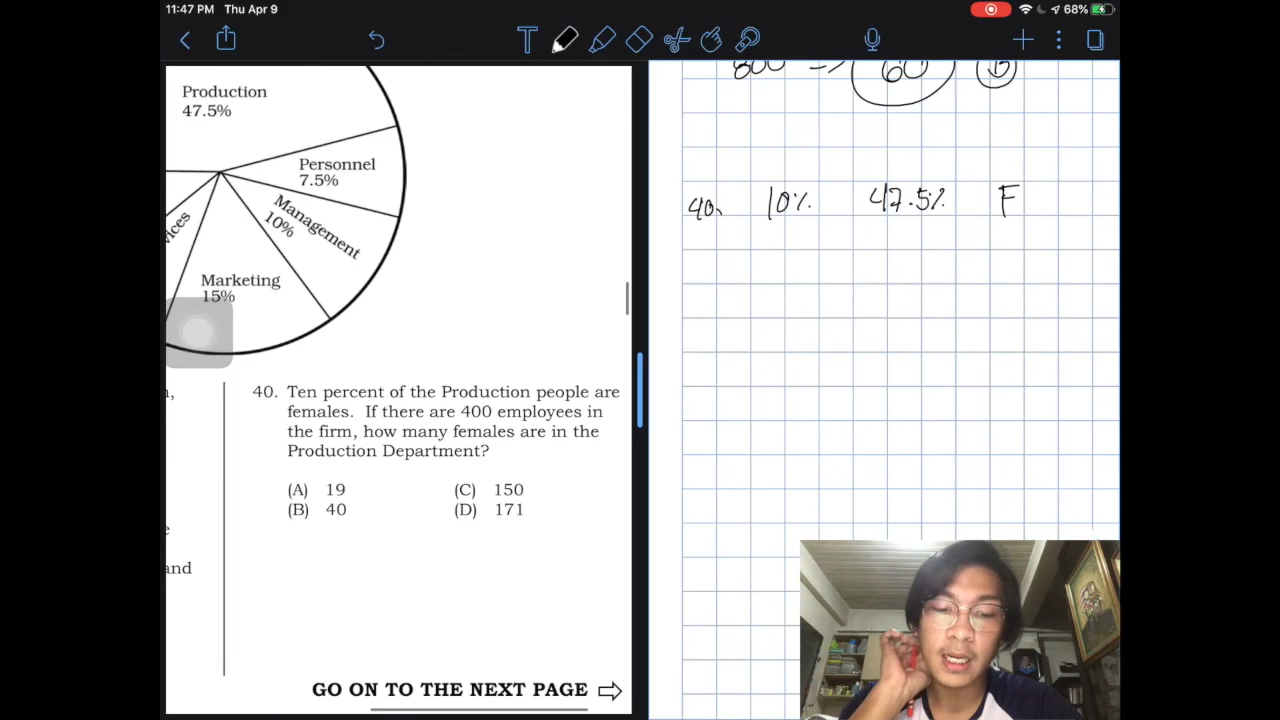 11:47 PM Thu Apr 9
68%
T
Production
47.5%
Personnel
7.5%
Management
10%
vices
Marketing
15%
n,
e
and
40. Ten percent of the Production people are
females. If there are 400 employees in
the firm, how many females are in the
Production Department?
(A) 19 (C) 150
(B) 40 (D) 171
GO ON TO THE NEXT PAGE
800 → 60 B
40. 10% 47.5% F